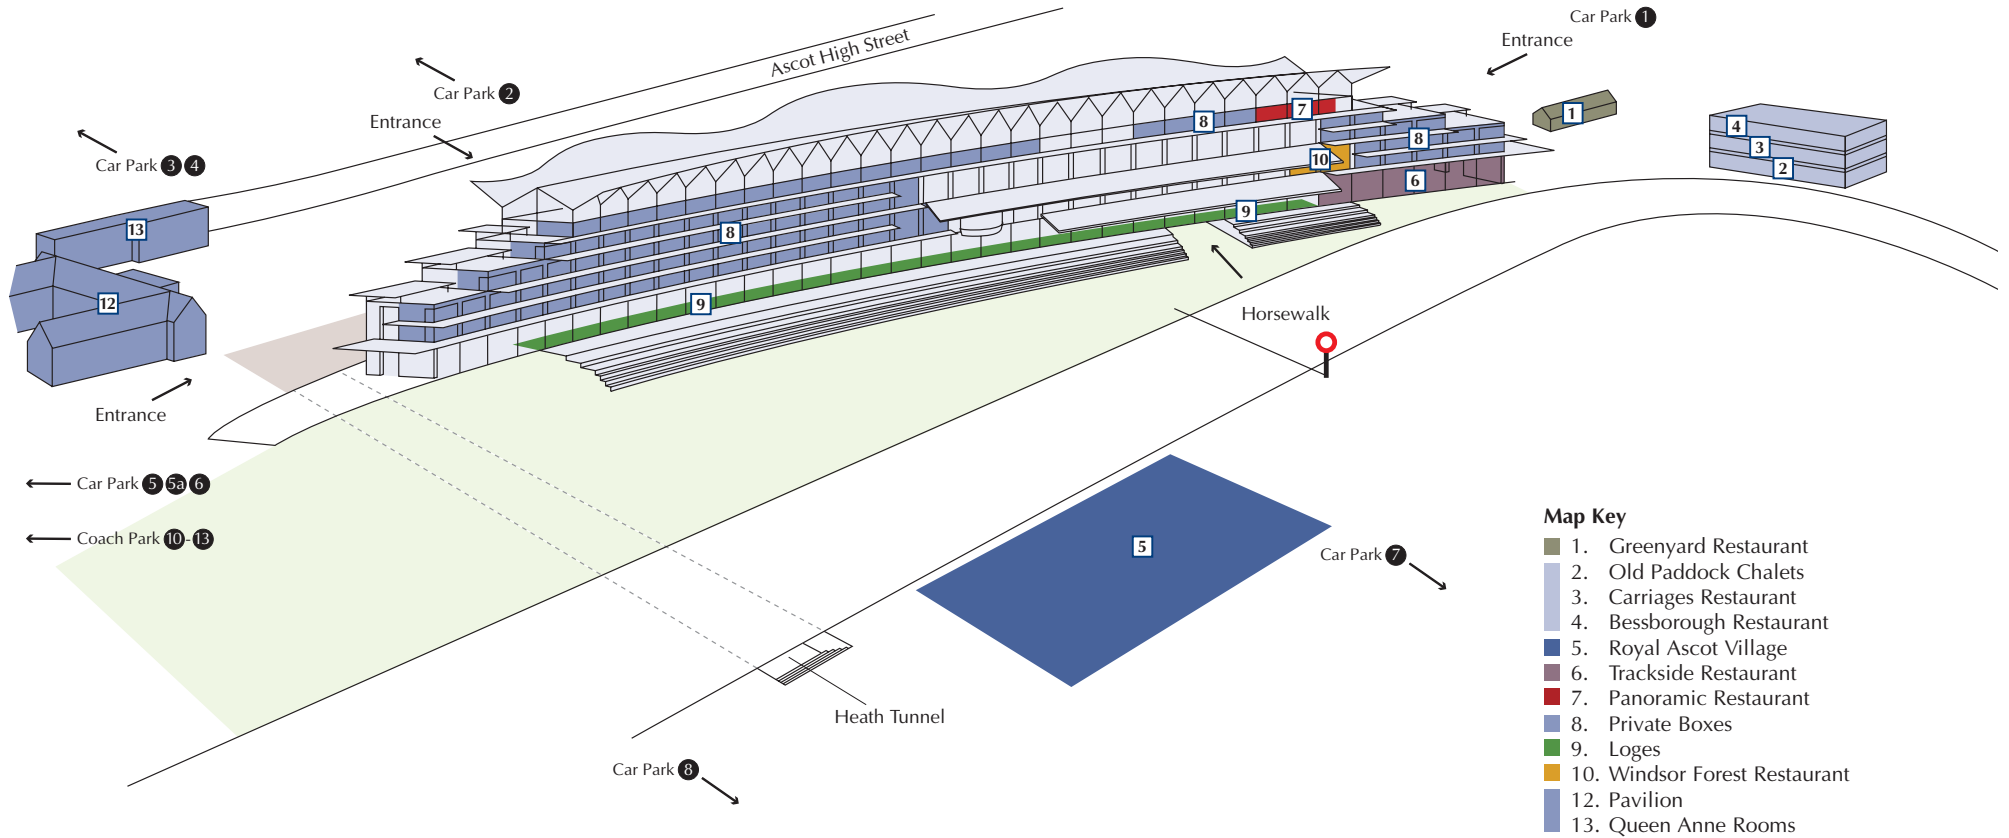 Car Park 1
Entrance
Ascot High Street
Car Park 2
Entrance
Car Park 3 4
7
8
1
4
8
3
10
2
6
13
9
8
12
9
Horsewalk
Entrance
Car Park 5 5a 6
Coach Park 10-13
5
Car Park 7
Heath Tunnel
Car Park 8
Map Key
1. Greenyard Restaurant
2. Old Paddock Chalets
3. Carriages Restaurant
4. Bessborough Restaurant
5. Royal Ascot Village
6. Trackside Restaurant
7. Panoramic Restaurant
8. Private Boxes
9. Loges
10. Windsor Forest Restaurant
12. Pavilion
13. Queen Anne Rooms